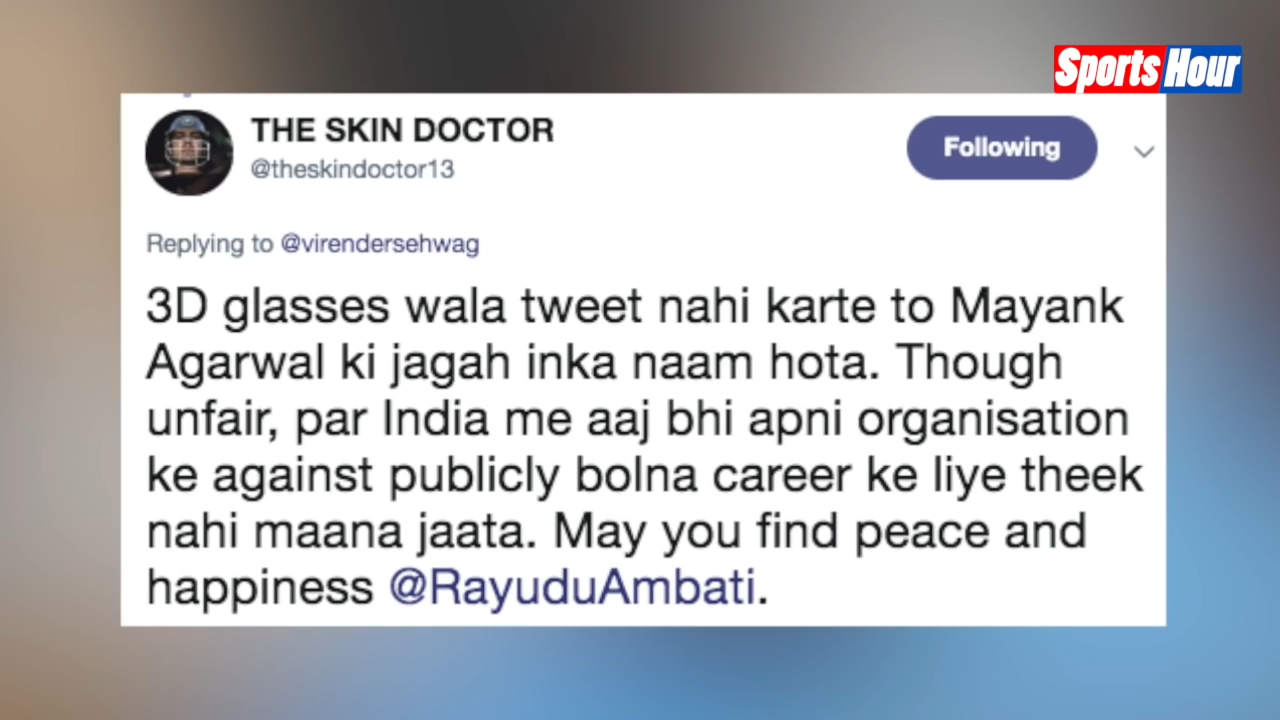 Sports Hour
THE SKIN DOCTOR
@theskindoctor13
Following
Replying to @virendersehwag
3D glasses wala tweet nahi karte to Mayank
Agarwal ki jagah inka naam hota. Though
unfair, par India me aaj bhi apni organisation
ke against publicly bolna career ke liye theek
nahi maana jaata. May you find peace and
happiness @RayuduAmbati.